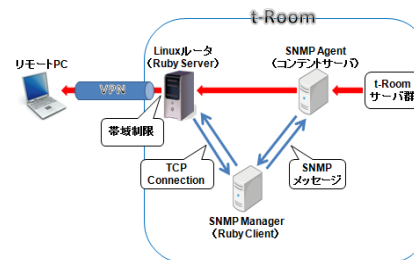 t-Room
Linuxルータ
(Ruby Server)
SNMP Agent
(コンテントサーバ)
リモートPC
VPN
t-Room
サーバ群
帯域制限
TCP
Connection
SNMP
メッセージ
SNMP Manager
(Ruby Client)